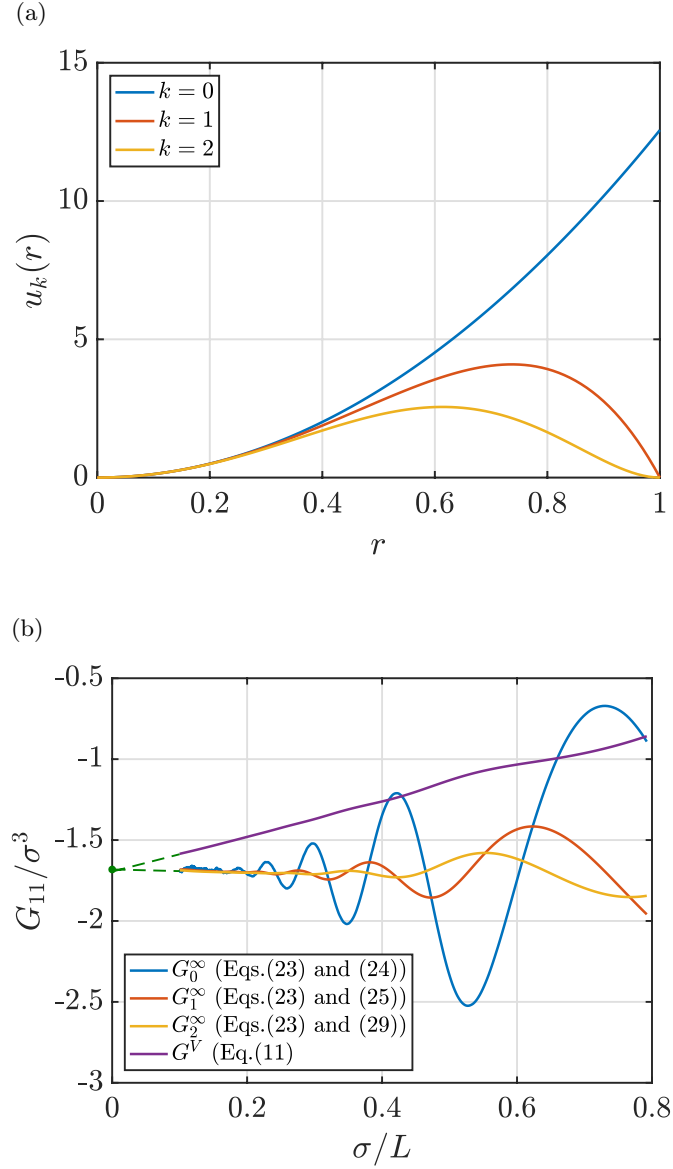 (a)
15
10
5
0
u_k(r)
k = 0
k = 1
k = 2
0 0.2 0.4 0.6 0.8 1
r
(b)
-0.5
-1
-1.5
-2
-2.5
-3
G_{11}/σ^3
G_0^∞ (Eqs.(23) and (24))
G_1^∞ (Eqs.(23) and (25))
G_2^∞ (Eqs.(23) and (29))
G^V (Eq.(11)
0 0.2 0.4 0.6 0.8
σ/L